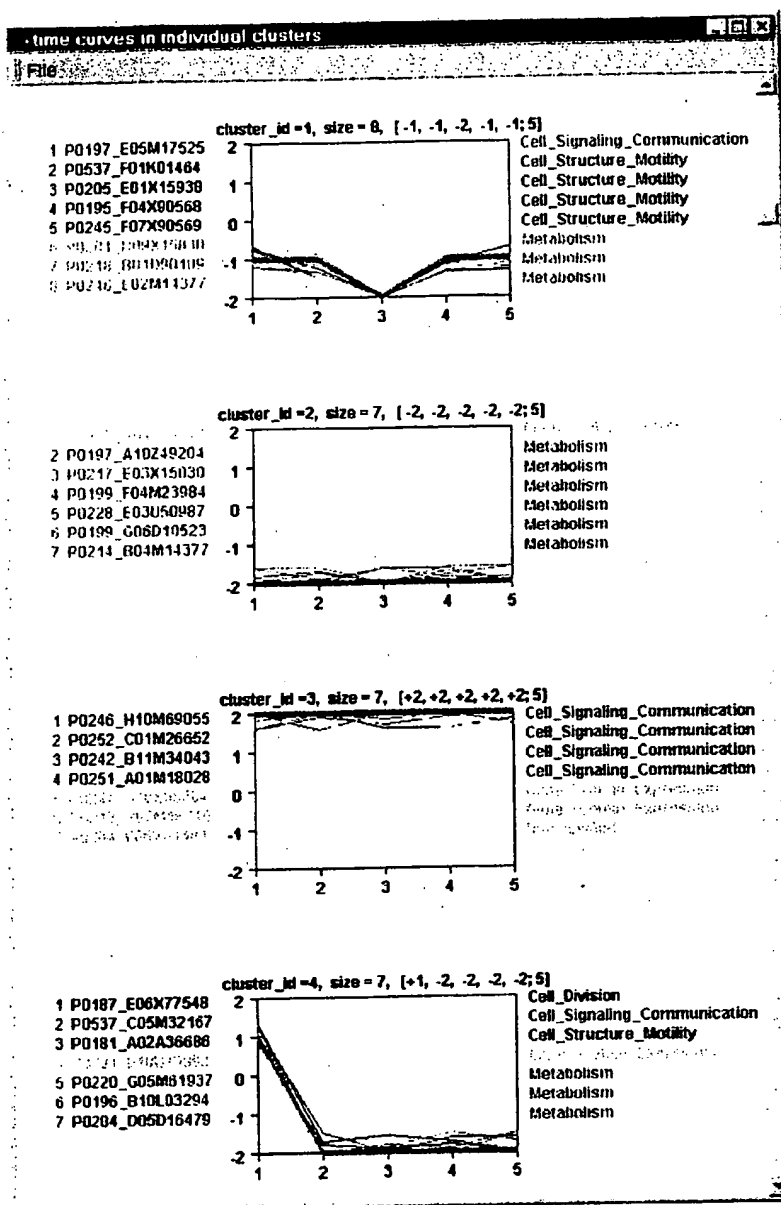 time curves in individual clusters
File
cluster_id =1, size = 8, [ -1, -1, -2, -1, -1; 5]
1 P0197_E05M17525
2 P0537_F01K01464
3 P0205_E01X15938
4 P0195_F04X90568
5 P0245_F07X90569
8 P0246_E02M14377
Cell_Signaling_Communication
Cell_Structure_Motility
Cell_Structure_Motility
Cell_Structure_Motility
Cell_Structure_Motility
Metabolism
Metabolism
Metabolism
2
1
0
-1
-2
1 2 3 4 5
cluster_id =2, size = 7, [ -2, -2, -2, -2, -2; 5]
2 P0197_A10Z49204
3 P0217_E03X15030
4 P0199_F04M23984
5 P0228_E03U50987
6 P0199_G06D10523
7 P0214_B04M14377
Metabolism
Metabolism
Metabolism
Metabolism
Metabolism
Metabolism
2
1
0
-1
-2
1 2 3 4 5
cluster_id =3, size = 7, [+2, +2, +2, +2, +2; 5]
1 P0246_H10M69055
2 P0252_C01M26652
3 P0242_B11M34043
4 P0251_A01M18028
Cell_Signaling_Communication
Cell_Signaling_Communication
Cell_Signaling_Communication
Cell_Signaling_Communication
2
1
0
-1
-2
1 2 3 4 5
cluster_id =4, size = 7, [+1, -2, -2, -2, -2; 5]
1 P0187_E06X77548
2 P0537_C05M32167
3 P0181_A02A36686
5 P0220_G05M61937
6 P0196_B10L03294
7 P0204_D05D16479
Cell_Division
Cell_Signaling_Communication
Cell_Structure_Motility
Metabolism
Metabolism
Metabolism
2
1
0
-1
-2
1 2 3 4 5